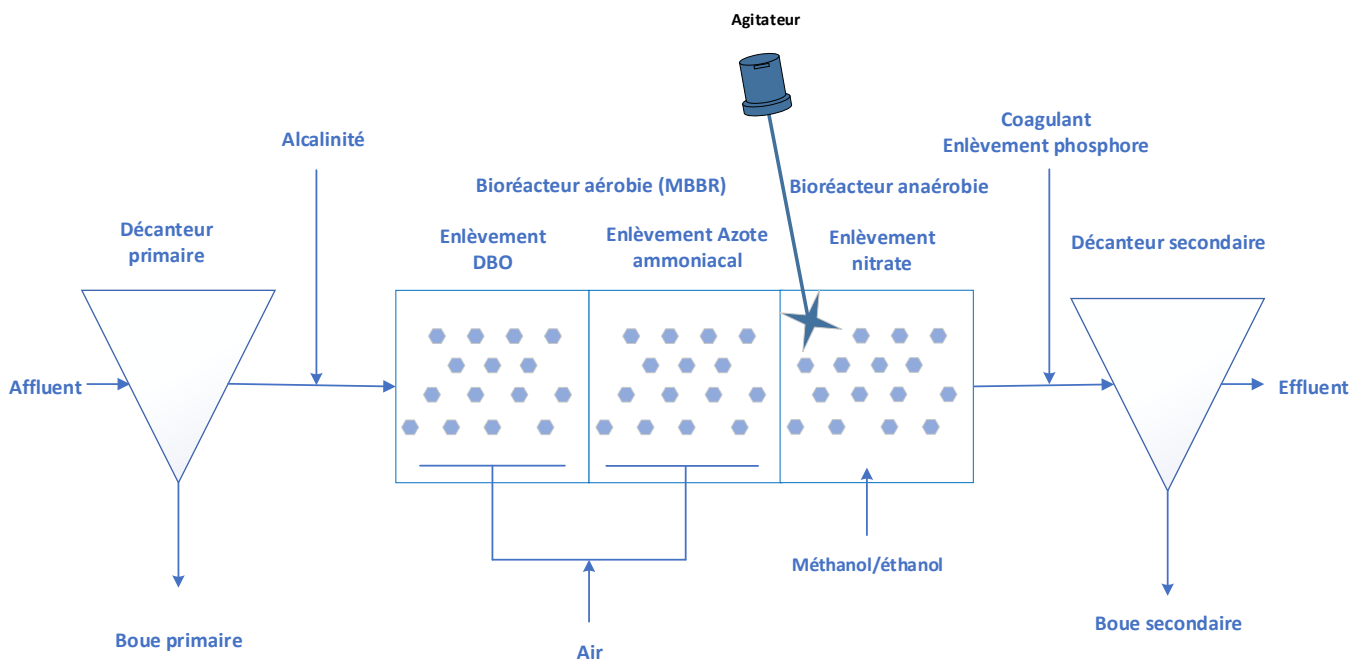 Agitateur
Alcalinité
Coagulant
Enlèvement phosphore
Bioréacteur aérobie (MBBR)
Bioréacteur anaérobie
Décanteur
primaire
Enlèvement
DBO
Enlèvement Azote
ammoniacal
Enlèvement
nitrate
Décanteur secondaire
Affluent
Effluent
Méthanol/éthanol
Boue primaire
Air
Boue secondaire